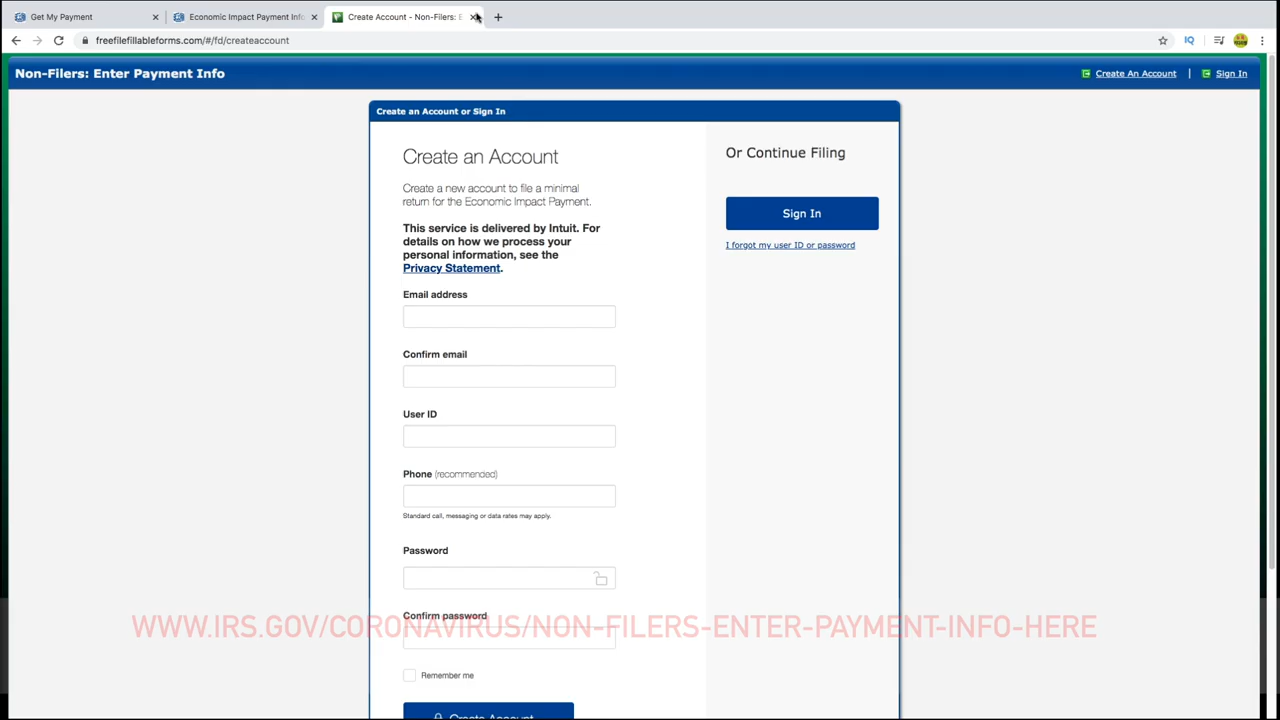 Get My Payment
Economic Impact Payment Info
Create Account - Non-Filers: E
freefilefillableforms.com/#/fd/createaccount
IQ
Non-Filers: Enter Payment Info
Create An Account | Sign In
Create an Account or Sign In
Create an Account
Create a new account to file a minimal
return for the Economic Impact Payment.
This service is delivered by Intuit. For
details on how we process your
personal information, see the
Privacy Statement.
Email address
Confirm email
User ID
Phone (recommended)
Standard call, messaging or data rates may apply.
Password
Confirm password
WWW.IRS.GOV/CORONAVIRUS/NON-FILERS-ENTER-PAYMENT-INFO-HERE
Remember me
Create Account
Or Continue Filing
Sign In
I forgot my user ID or password